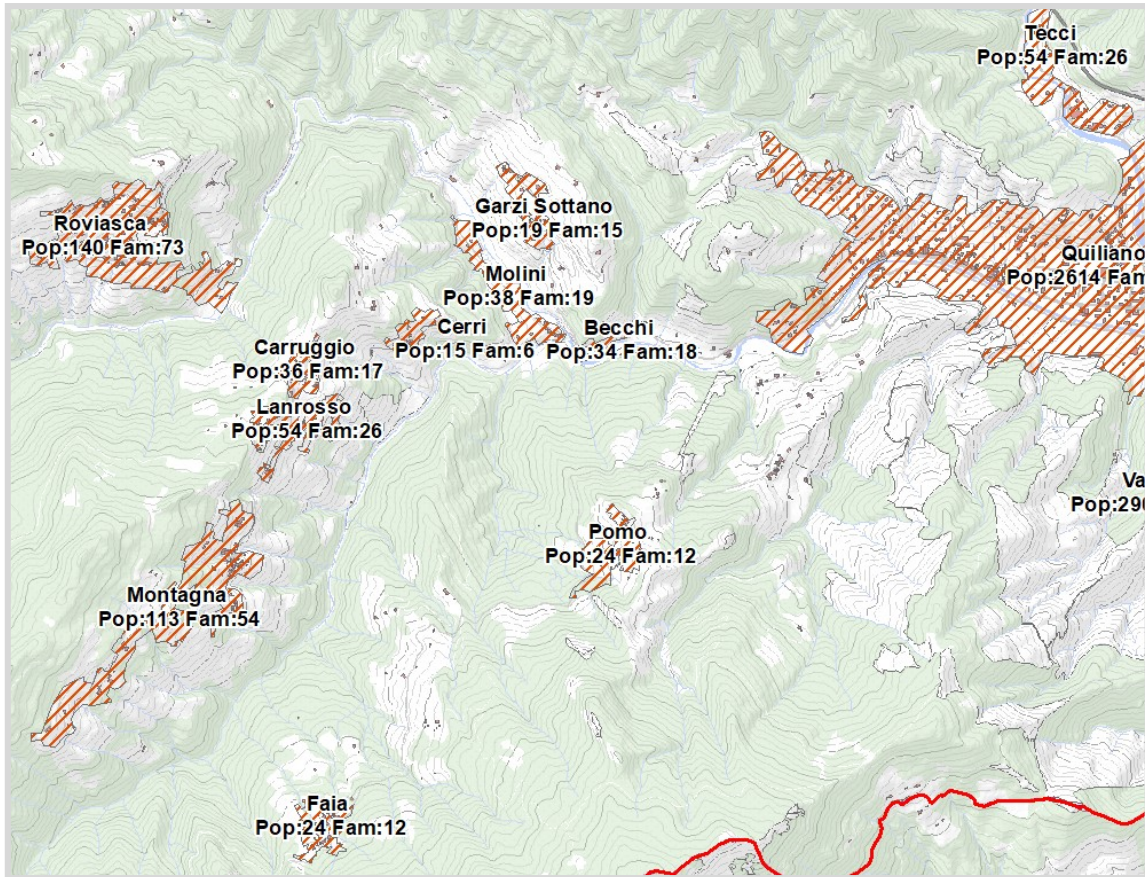 Tecci
Pop:54 Fam:26
Garzi Sottano
Pop:19 Fam:15
Roviasca
Pop:140 Fam:73
Quiliano
Pop:2614 Fam
Molini
Pop:38 Fam:19
Cerri
Pop:15 Fam:6
Becchi
Pop:34 Fam:18
Carruggio
Pop:36 Fam:17
Lanrosso
Pop:54 Fam:26
Va
Pop:290
Pomo
Pop:24 Fam:12
Montagna
Pop:113 Fam:54
Faia
Pop:24 Fam:12